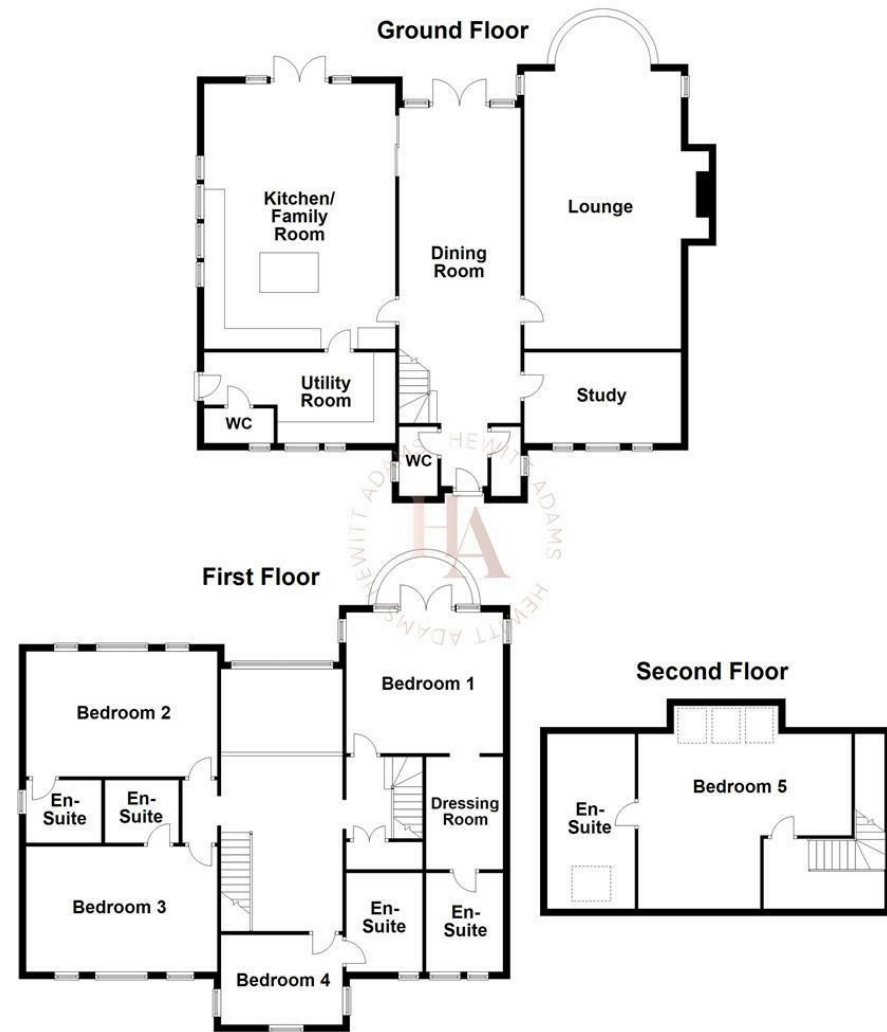 Ground Floor
Kitchen/
Family
Room
Dining
Room
Lounge
Utility
Room
WC
Study
WC
HEWITT ADAMS HEWITT ADAMS HEWITT ADAMS
HA
First Floor
Bedroom 1
Bedroom 2
En-
Suite
En-
Suite
Dressing
Room
Bedroom 3
En-
Suite
En-
Suite
Bedroom 4
Second Floor
Bedroom 5
En-
Suite